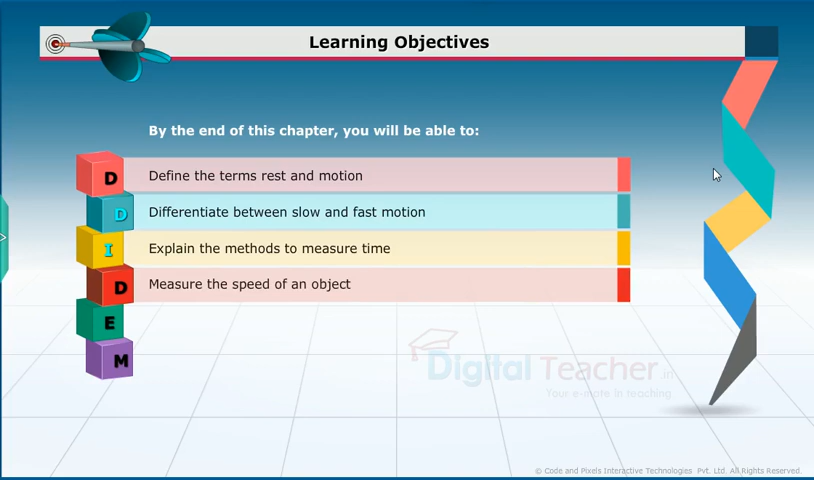 Learning Objectives
By the end of this chapter, you will be able to:
D
Define the terms rest and motion
D
Differentiate between slow and fast motion
I
Explain the methods to measure time
D
Measure the speed of an object
E
M
Digital Teacher.in
Your e-mate in teaching
© Code and Pixels Interactive Technologies Pvt. Ltd. All Rights Reserved.